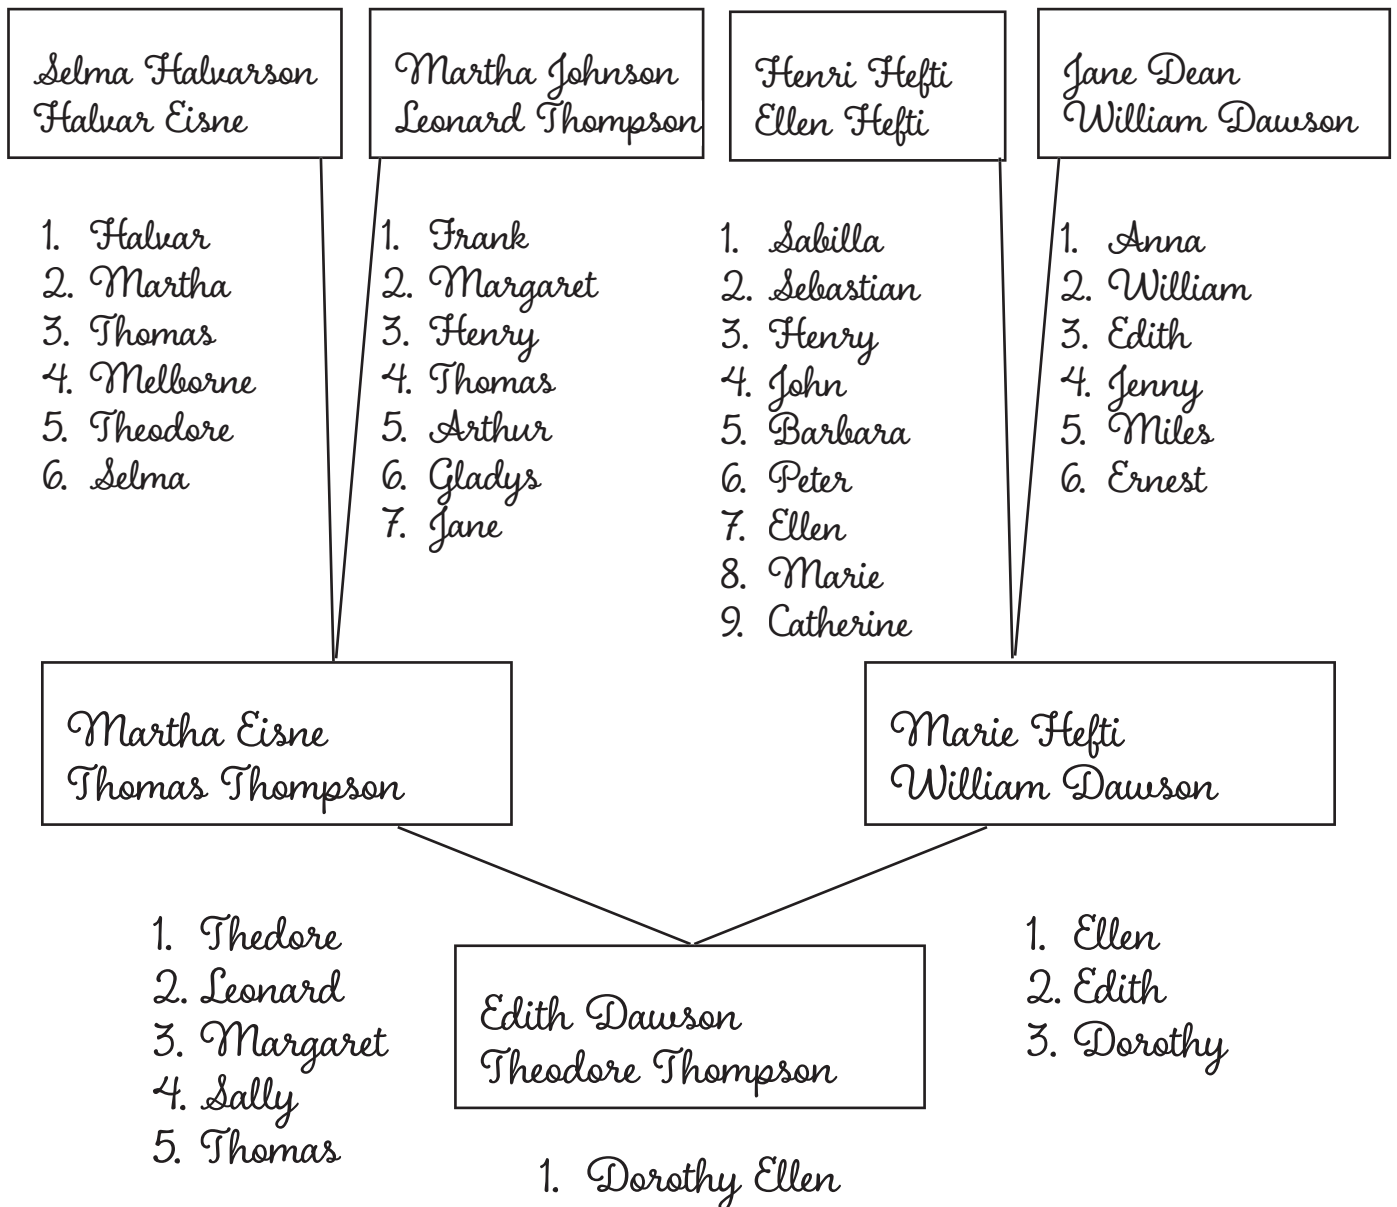 Selma Halvarson
Halvar Eisne
Martha Johnson
Leonard Thompson
Henri Hefti
Ellen Hefti
Jane Dean
William Dawson
1. Halvar
2. Martha
3. Thomas
4. Melborne
5. Theodore
6. Selma
1. Frank
2. Margaret
3. Henry
4. Thomas
5. Arthur
6. Gladys
7. Jane
1. Sabilla
2. Sebastian
3. Henry
4. John
5. Barbara
6. Peter
7. Ellen
8. Marie
9. Catherine
1. Anna
2. William
3. Edith
4. Jenny
5. Miles
6. Ernest
Martha Eisne
Thomas Thompson
Marie Hefti
William Dawson
1. Thedore
2. Leonard
3. Margaret
4. Sally
5. Thomas
Edith Dawson
Theodore Thompson
1. Dorothy Ellen
1. Ellen
2. Edith
3. Dorothy